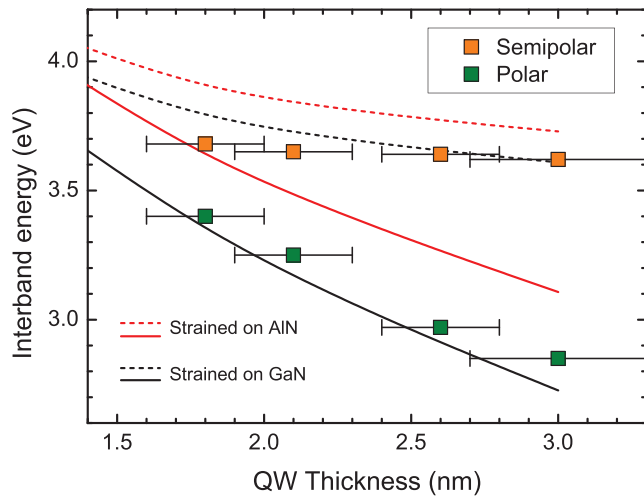 Semipolar
Polar
4.0
3.5
3.0
Interband energy (eV)
Strained on AlN
Strained on GaN
1.5 2.0 2.5 3.0
QW Thickness (nm)